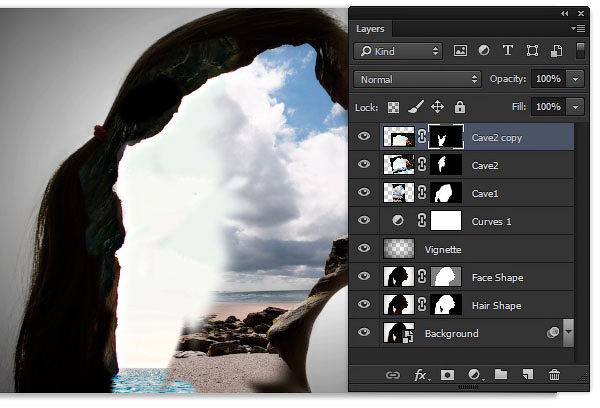 Layers
Kind
Normal Opacity: 100%
Lock: Fill: 100%
Cave2 copy
Cave2
Cave1
Curves 1
Vignette
Face Shape
Hair Shape
Background
fx